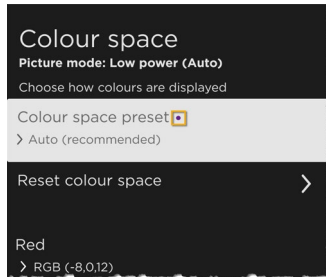 Colour space
Picture mode: Low power (Auto)
Choose how colours are displayed
Colour space preset
> Auto (recommended)
Reset colour space >
Red
> RGB (-8,0,12)